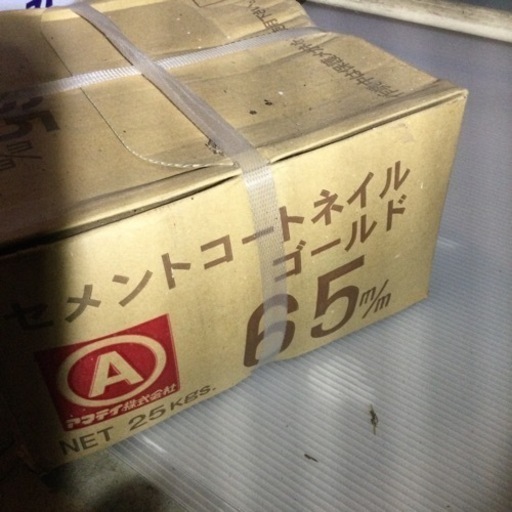 セメントコートネイル
ゴールド
65m/m
A
アマテイ株式会社
NET 25KGS.